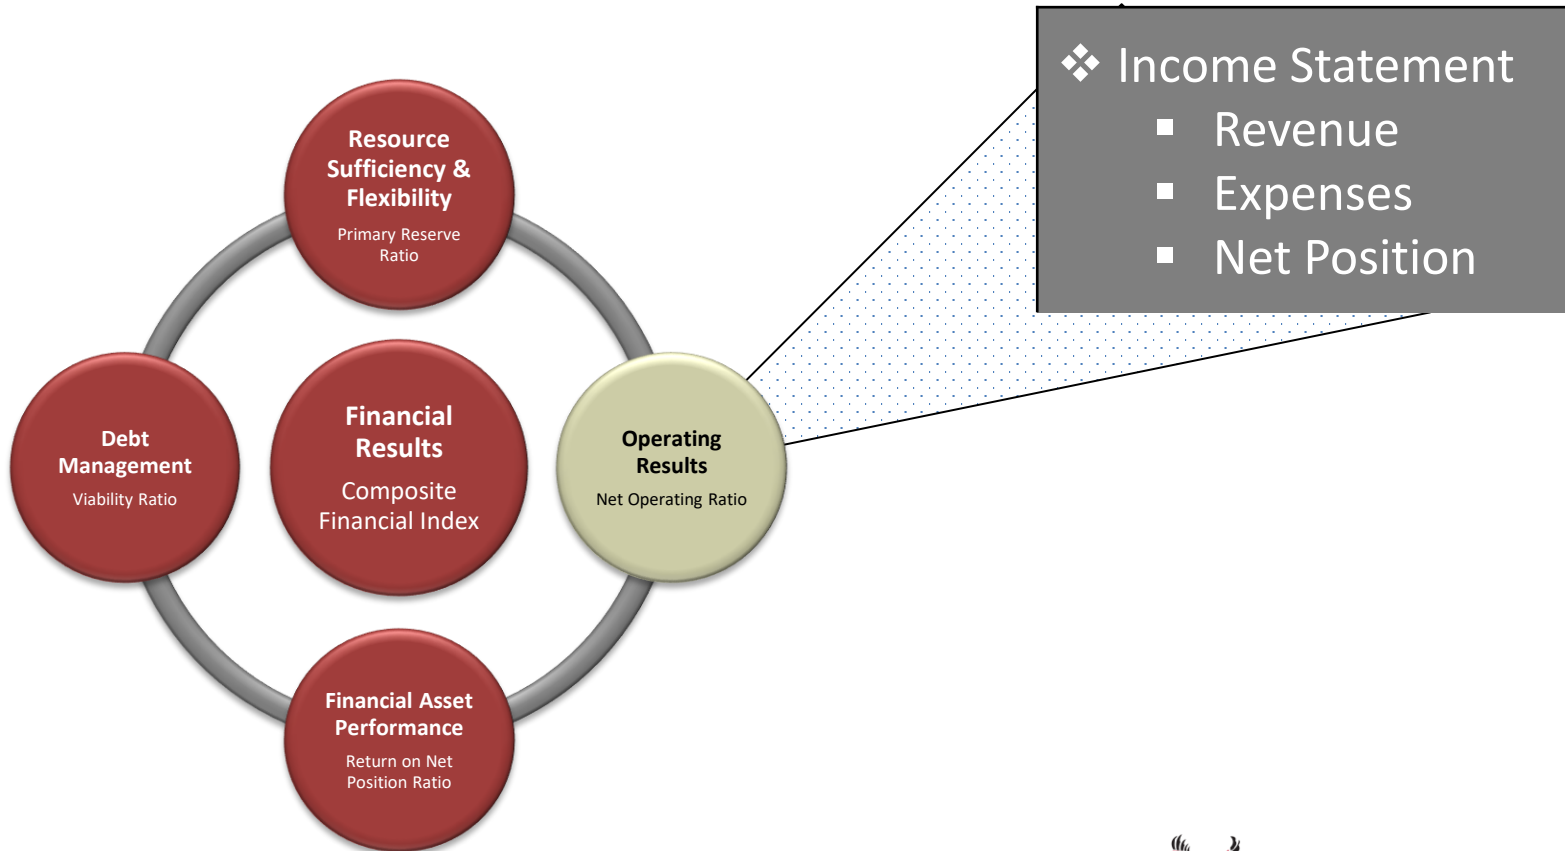 ❖ Income Statement
▪ Revenue
▪ Expenses
▪ Net Position
Resource
Sufficiency &
Flexibility
Primary Reserve
Ratio
Debt
Management
Viability Ratio
Financial
Results
Composite
Financial Index
Operating
Results
Net Operating Ratio
Financial Asset
Performance
Return on Net
Position Ratio